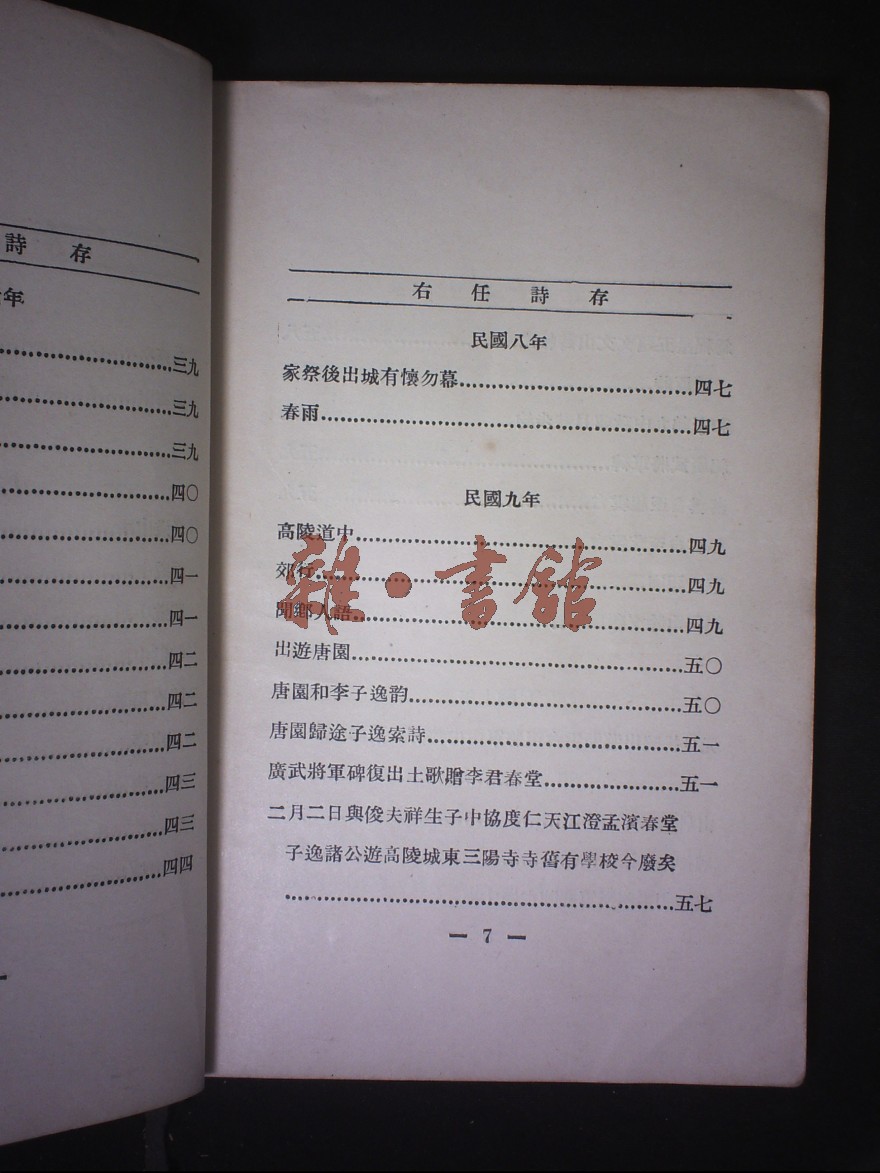 詩 存
年
三九
三九
三九
四〇
四〇
四一
四一
四二
四二
四二
四三
四三
四四
右 任 詩 存
民國八年
家祭後出城有懷勿幕……四七
春雨……四七
民國九年
高陵道中……四九
郊行……四九
聞鄉人語……四九
出遊唐園……五〇
唐園和李子逸韵……五〇
唐園歸途子逸索詩……五一
廣武將軍碑復出土歌贈李君春堂……五一
二月二日與俊夫祥生子中協度仁天江澄孟濱春堂
子逸諸公遊高陵城東三陽寺寺舊有學校今廢矣
……五七
— 7 —
雜·書館